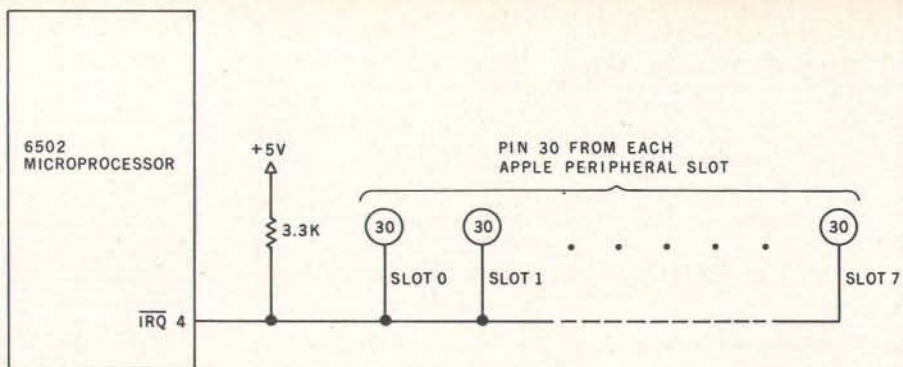 6502
MICROPROCESSOR
+5V
3.3K
PIN 30 FROM EACH
APPLE PERIPHERAL SLOT
30
30
30
SLOT 0
SLOT 1
SLOT 7
I̅R̅Q̅ 4